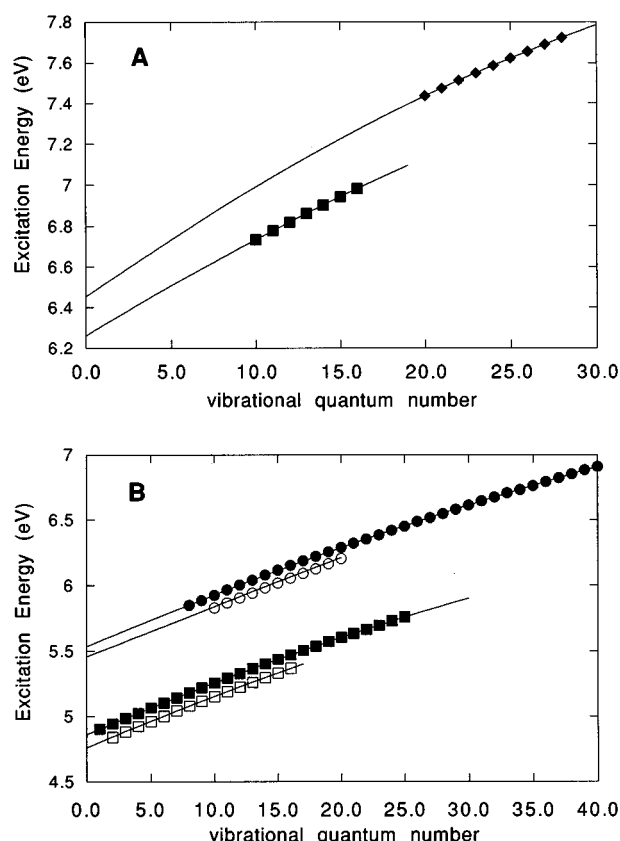 A
Excitation Energy (eV)
7.8
7.6
7.4
7.2
7
6.8
6.6
6.4
6.2
0.0 5.0 10.0 15.0 20.0 25.0 30.0
vibrational quantum number
B
Excitation Energy (eV)
7
6.5
6
5.5
5
4.5
0.0 5.0 10.0 15.0 20.0 25.0 30.0 35.0 40.0
vibrational quantum number